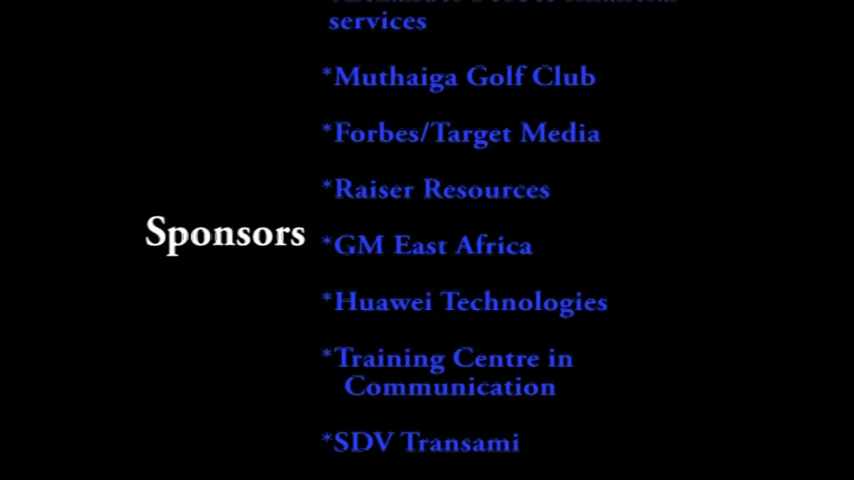 services
*Muthaiga Golf Club
*Forbes/Target Media
*Raiser Resources
Sponsors
*GM East Africa
*Huawei Technologies
*Training Centre in
Communication
*SDV Transami